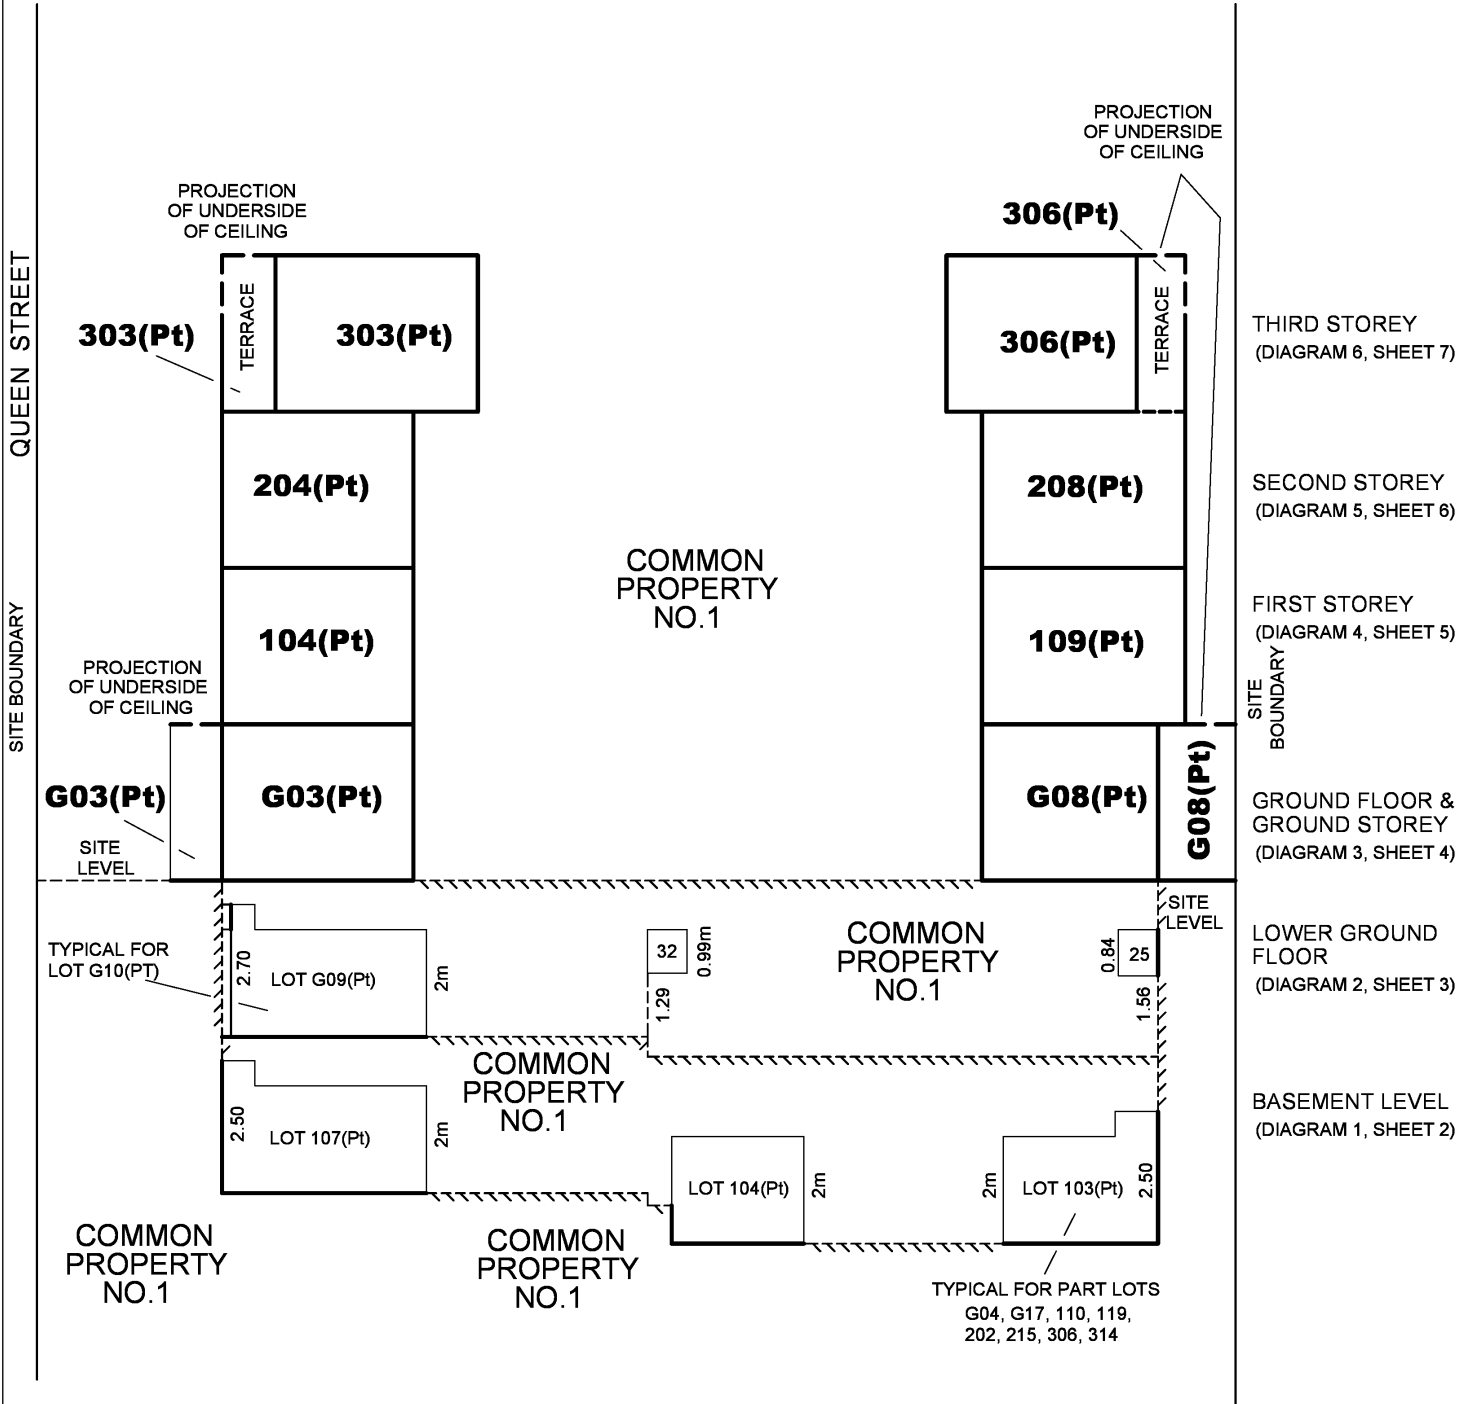 PROJECTION
OF UNDERSIDE
OF CEILING
306(Pt)
PROJECTION
OF UNDERSIDE
OF CEILING
QUEEN STREET
303(Pt)
TERRACE
303(Pt)
306(Pt)
TERRACE
THIRD STOREY
(DIAGRAM 6, SHEET 7)
204(Pt)
208(Pt)
SECOND STOREY
(DIAGRAM 5, SHEET 6)
COMMON
PROPERTY
NO.1
SITE BOUNDARY
104(Pt)
109(Pt)
FIRST STOREY
(DIAGRAM 4, SHEET 5)
SITE
BOUNDARY
PROJECTION
OF UNDERSIDE
OF CEILING
G03(Pt)
G03(Pt)
G08(Pt)
G08(Pt)
GROUND FLOOR &
GROUND STOREY
(DIAGRAM 3, SHEET 4)
SITE
LEVEL
SITE
LEVEL
TYPICAL FOR
LOT G10(PT)
2.70
LOT G09(Pt)
2m
32
0.99m
1.29
COMMON
PROPERTY
NO.1
0.84
25
1.56
LOWER GROUND
FLOOR
(DIAGRAM 2, SHEET 3)
COMMON
PROPERTY
NO.1
2.50
LOT 107(Pt)
2m
BASEMENT LEVEL
(DIAGRAM 1, SHEET 2)
LOT 104(Pt)
2m
2m
LOT 103(Pt)
2.50
COMMON
PROPERTY
NO.1
COMMON
PROPERTY
NO.1
TYPICAL FOR PART LOTS
G04, G17, 110, 119,
202, 215, 306, 314